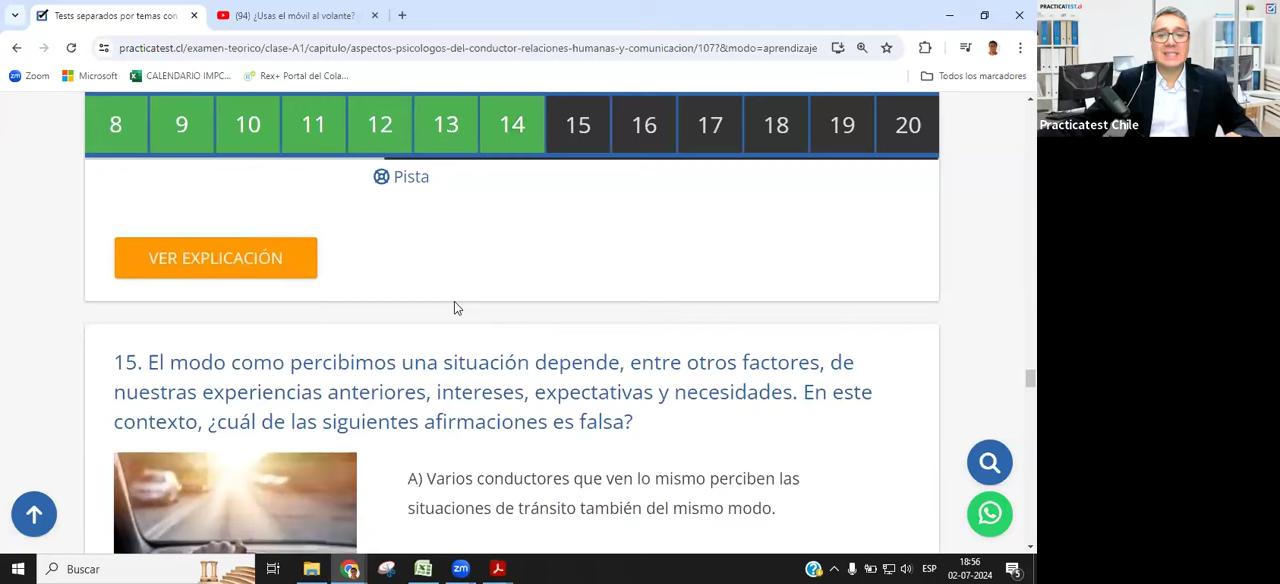 Tests separados por temas con
(94) ¿Usas el móvil al volante?
practicatest.cl/examen-teorico/clase-A1/capitulo/aspectos-psicologos-del-conductor-relaciones-humanas-y-comunicacion/107?&modo=aprendizaje
Zoom
Microsoft
CALENDARIO IMPC...
Rex+ Portal del Cola...
Todos los marcadores
PRACTICATEST.cl
Practicatest Chile
8 9 10 11 12 13 14 15 16 17 18 19 20
Pista
VER EXPLICACIÓN
15. El modo como percibimos una situación depende, entre otros factores, de
nuestras experiencias anteriores, intereses, expectativas y necesidades. En este
contexto, ¿cuál de las siguientes afirmaciones es falsa?
A) Varios conductores que ven lo mismo perciben las
situaciones de tránsito también del mismo modo.
Buscar
zm
ESP
18:56
02-07-2024
5